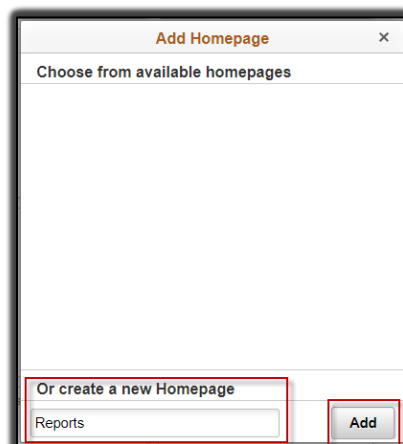 Add Homepage ×
Choose from available homepages
Or create a new Homepage
Reports
Add